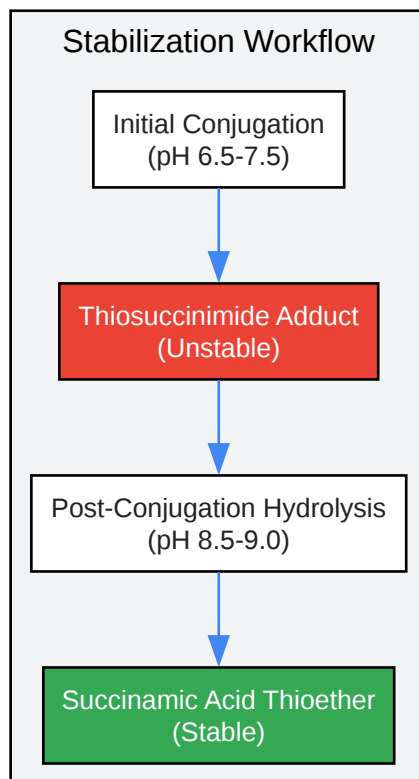 Stabilization Workflow
Initial Conjugation
(pH 6.5-7.5)
Thiosuccinimide Adduct
(Unstable)
Post-Conjugation Hydrolysis
(pH 8.5-9.0)
Succinamic Acid Thioether
(Stable)